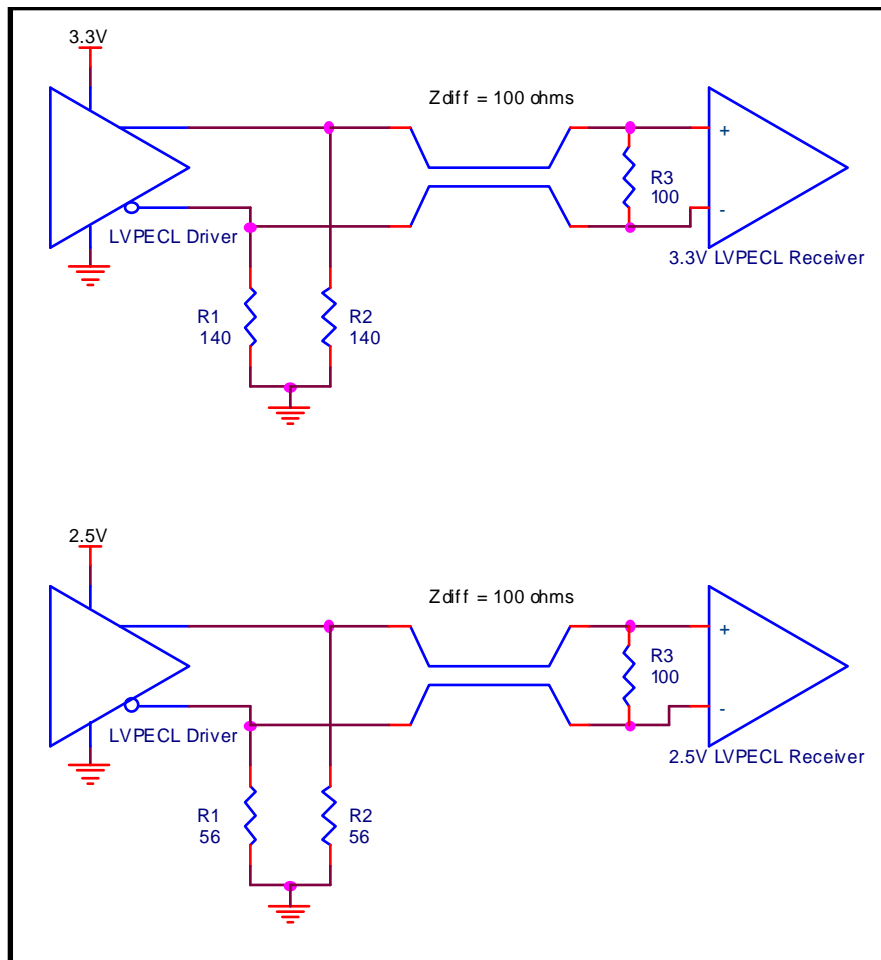 3.3V
Zdiff = 100 ohms
+
-
R3
100
LVPECL Driver
3.3V LVPECL Receiver
R1
140
R2
140
2.5V
Zdiff = 100 ohms
+
-
R3
100
LVPECL Driver
2.5V LVPECL Receiver
R1
56
R2
56